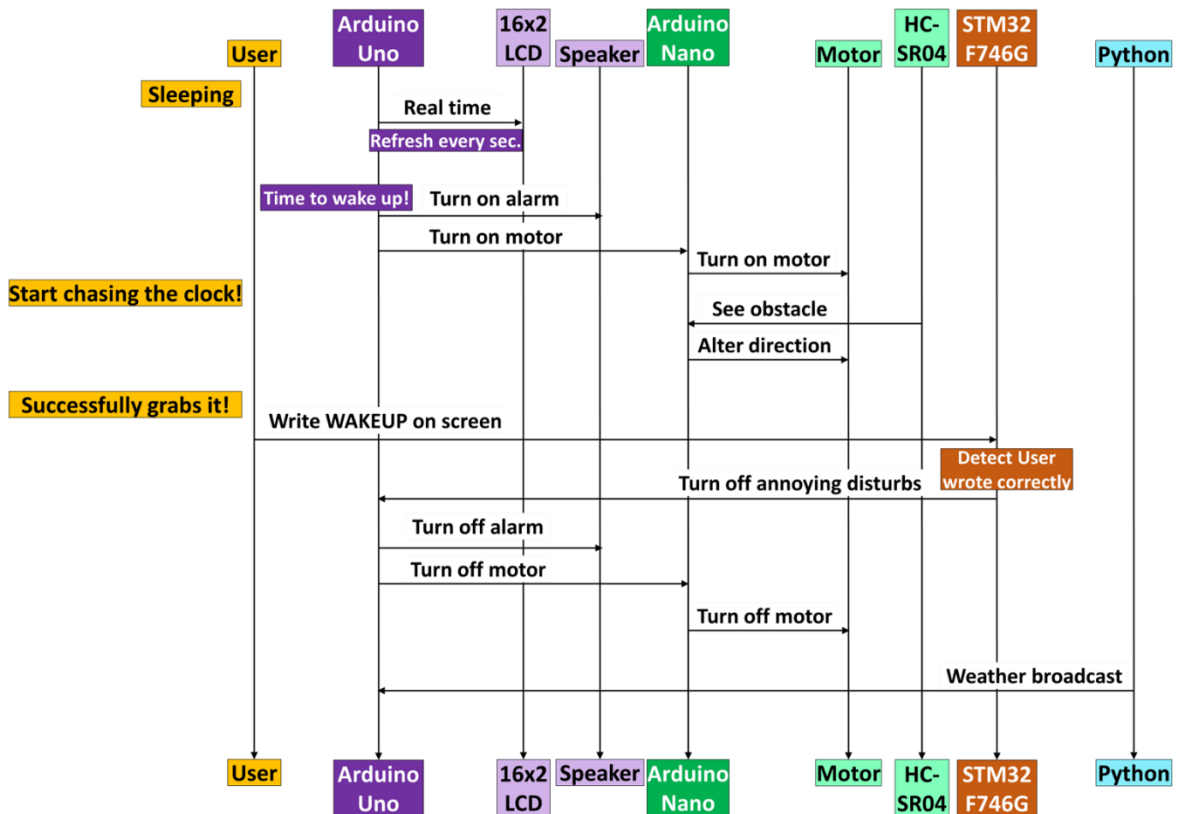 User
Arduino
Uno
16x2
LCD
Speaker
Arduino
Nano
Motor
HC-
SR04
STM32
F746G
Python
Sleeping
Real time
Refresh every sec.
Time to wake up!
Turn on alarm
Turn on motor
Turn on motor
Start chasing the clock!
See obstacle
Alter direction
Successfully grabs it!
Write WAKEUP on screen
Detect User
wrote correctly
Turn off annoying disturbs
Turn off alarm
Turn off motor
Turn off motor
Weather broadcast
User
Arduino
Uno
16x2
LCD
Speaker
Arduino
Nano
Motor
HC-
SR04
STM32
F746G
Python